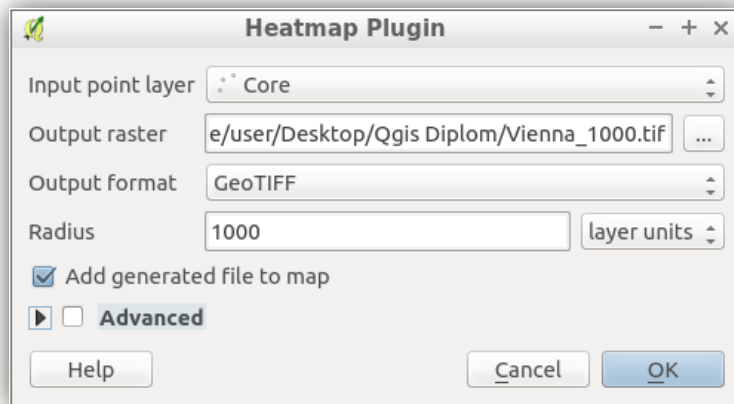 Heatmap Plugin
Input point layer Core
Output raster e/user/Desktop/Qgis Diplom/Vienna_1000.tif ...
Output format GeoTIFF
Radius 1000 layer units
Add generated file to map
Advanced
Help Cancel OK